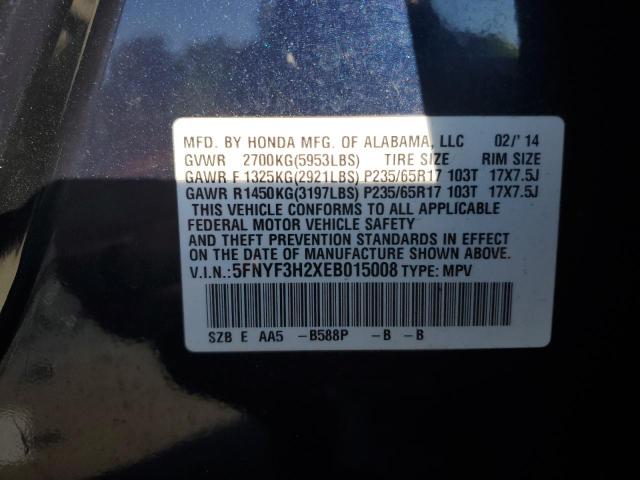 MFD. BY HONDA MFG. OF ALABAMA, LLC 02/'14
GVWR 2700KG(5953LBS) TIRE SIZE RIM SIZE
GAWR F 1325KG(2921LBS) P235/65R17 103T 17X7.5J
GAWR R1450KG(3197LBS) P235/65R17 103T 17X7.5J
THIS VEHICLE CONFORMS TO ALL APPLICABLE
FEDERAL MOTOR VEHICLE SAFETY
AND THEFT PREVENTION STANDARDS IN EFFECT
ON THE DATE OF MANUFACTURE SHOWN ABOVE.
V.I.N.:5FNYF3H2XEB015008 TYPE: MPV
SZB E AA5 –B588P –B –B